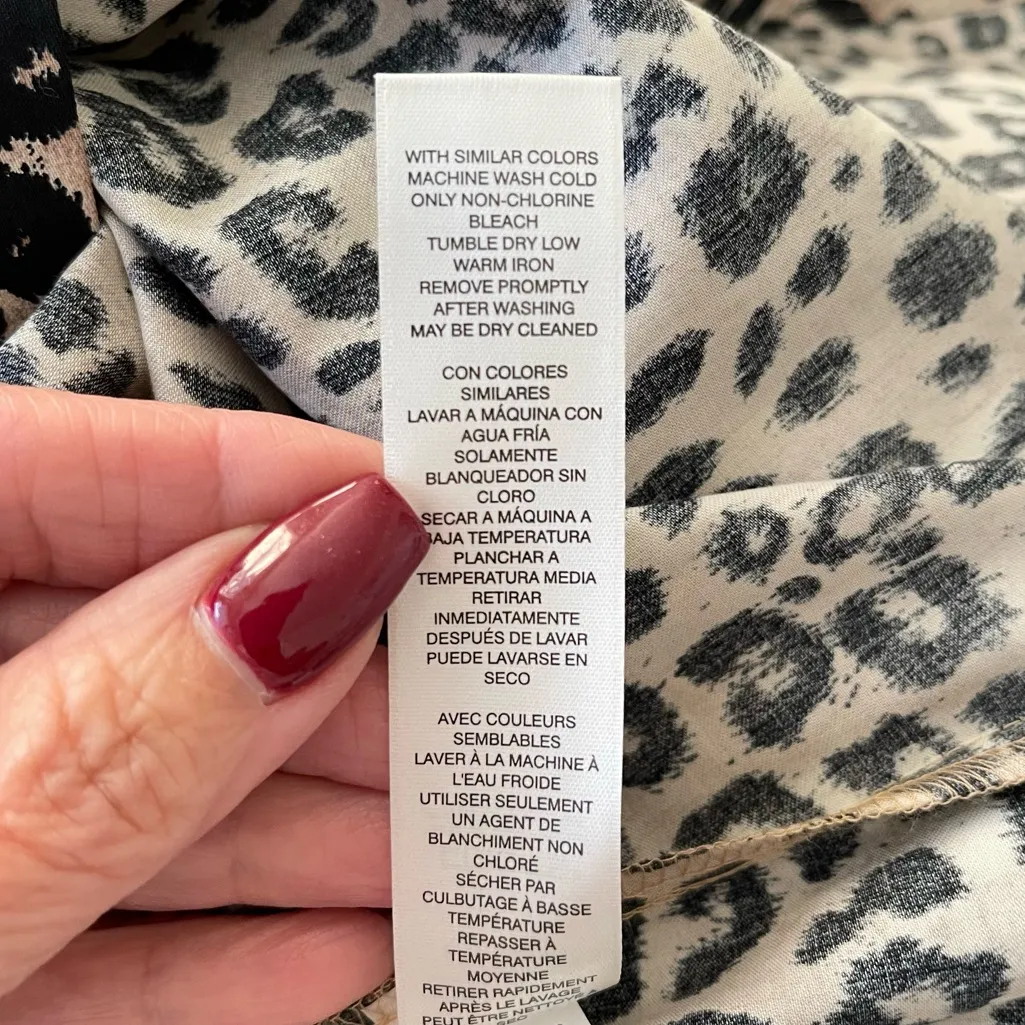 WITH SIMILAR COLORS
MACHINE WASH COLD
ONLY NON-CHLORINE
BLEACH
TUMBLE DRY LOW
WARM IRON
REMOVE PROMPTLY
AFTER WASHING
MAY BE DRY CLEANED
CON COLORES
SIMILARES
LAVAR A MÁQUINA CON
AGUA FRÍA
SOLAMENTE
BLANQUEADOR SIN
CLORO
SECAR A MÁQUINA A
BAJA TEMPERATURA
PLANCHAR A
TEMPERATURA MEDIA
RETIRAR
INMEDIATAMENTE
DESPUÉS DE LAVAR
PUEDE LAVARSE EN
SECO
AVEC COULEURS
SEMBLABLES
LAVER À LA MACHINE À
L'EAU FROIDE
UTILISER SEULEMENT
UN AGENT DE
BLANCHIMENT NON
CHLORÉ
SÉCHER PAR
CULBUTAGE À BASSE
TEMPÉRATURE
REPASSER À
TEMPÉRATURE
MOYENNE
RETIRER RAPIDEMENT
APRÈS LE LAVAGE
PEUT ÊTRE NETTOYÉ À
SEC